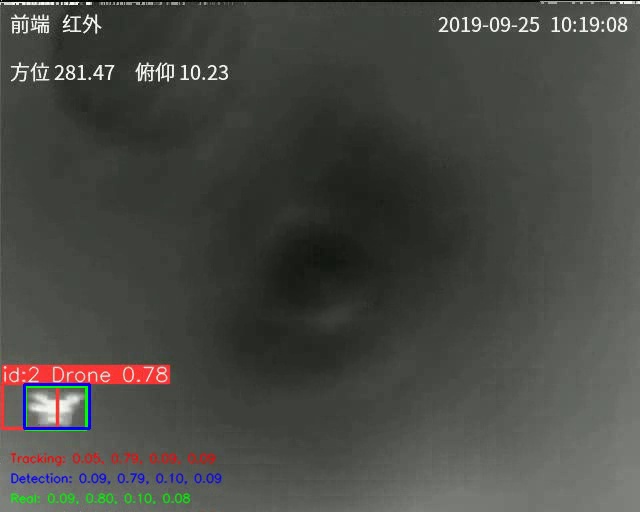 前端 红外 2019-09-25 10:19:08
方位 281.47 俯仰 10.23
id:2 Drone 0.78
Tracking: 0.05, 0.79, 0.09, 0.09
Detection: 0.09, 0.79, 0.10, 0.09
Real: 0.09, 0.80, 0.10, 0.08